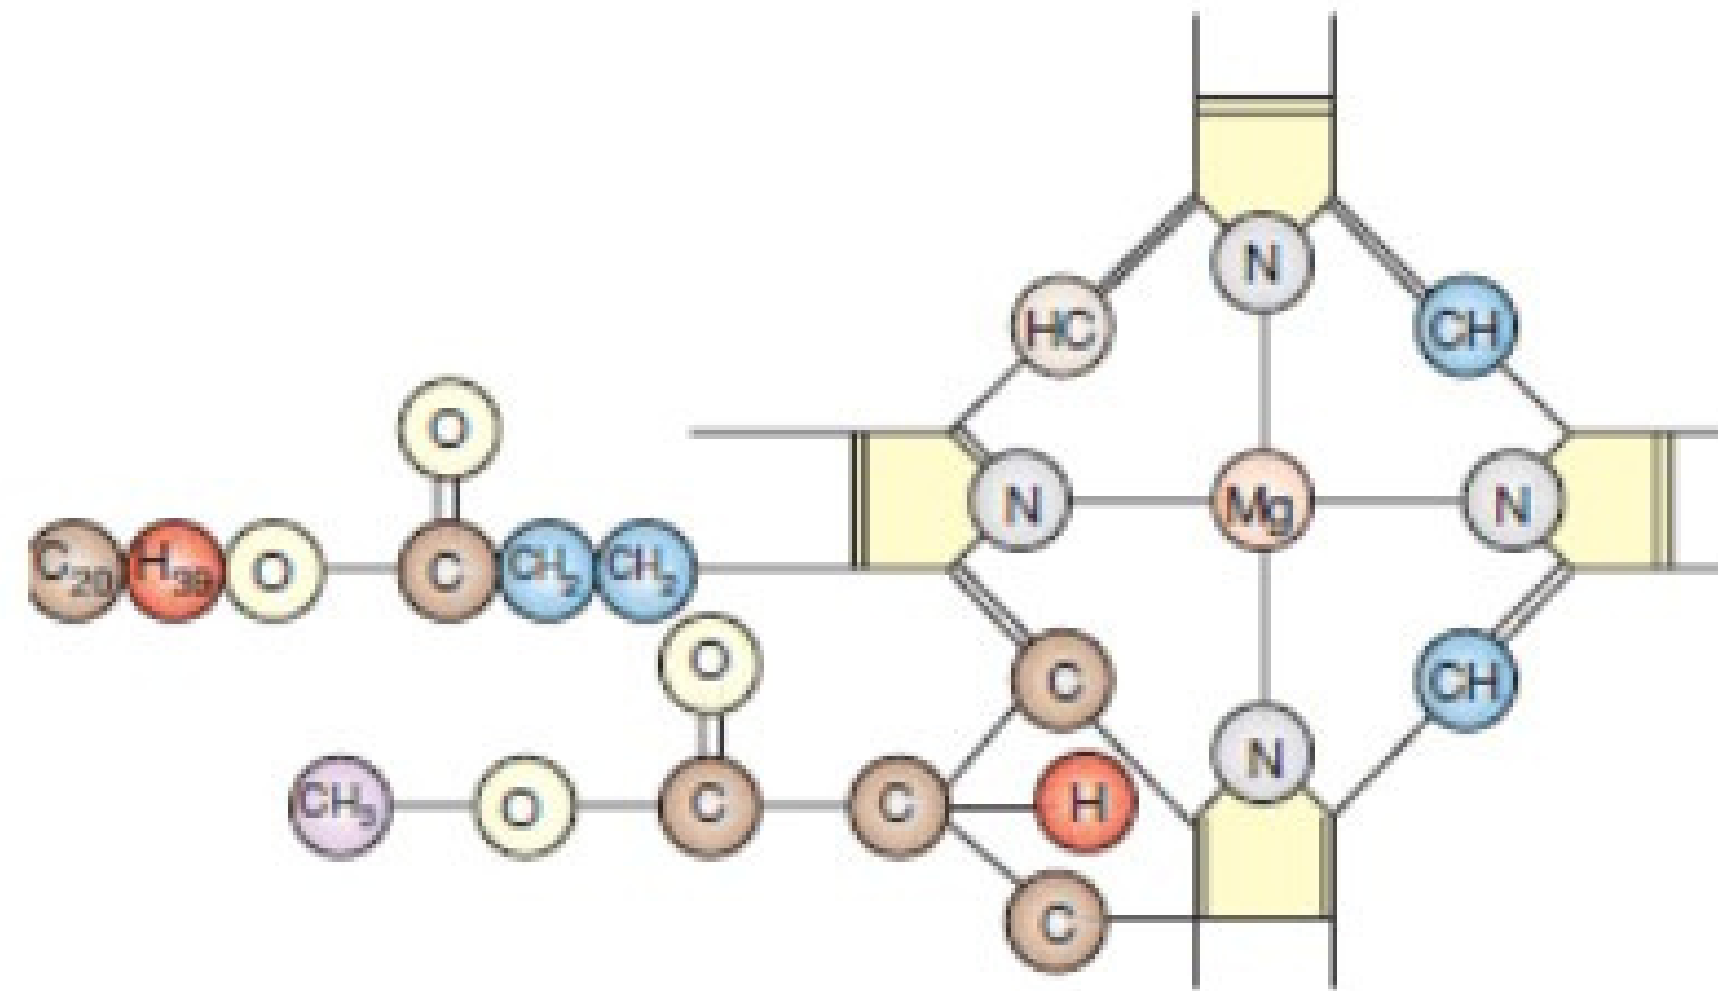 N
HC CH
O
N Mg N
C₂₀ H₃₉ O C CH₂ CH₂
O
C CH
N
CH₃ O C C H
C